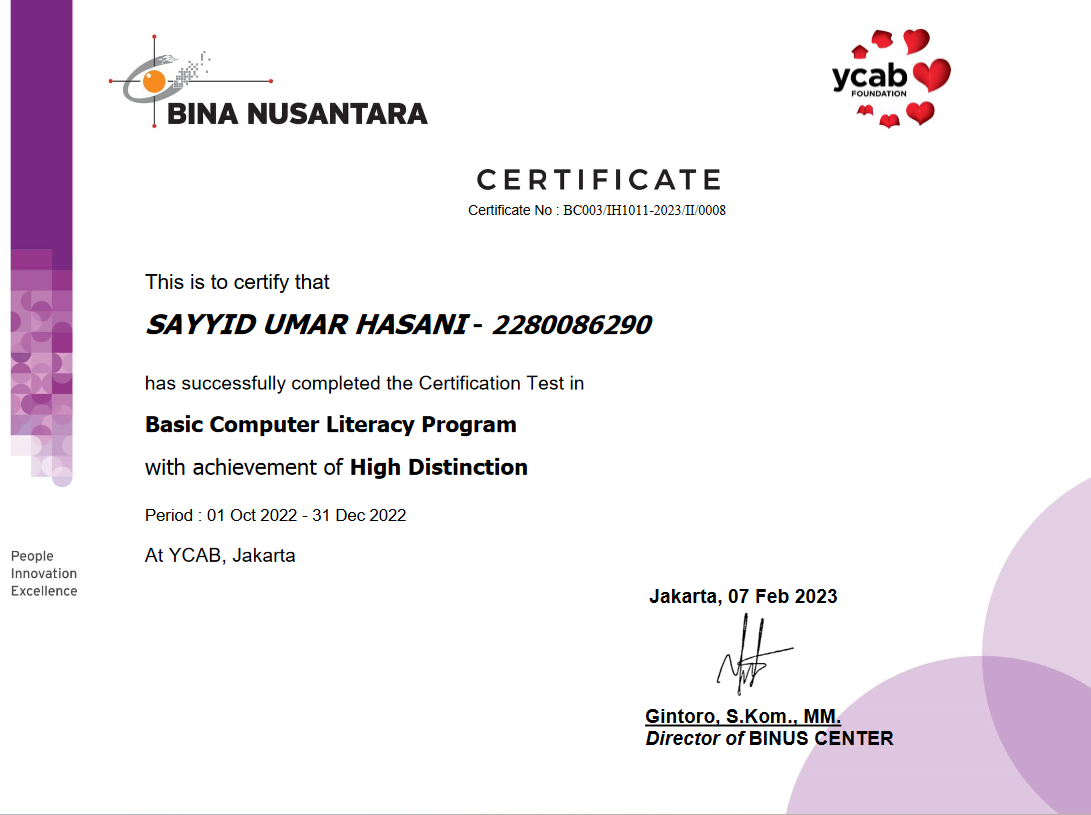 BINA NUSANTARA
ycab
FOUNDATION
CERTIFICATE
Certificate No : BC003/IH1011-2023/II/0008
This is to certify that
SAYYID UMAR HASANI - 2280086290
has successfully completed the Certification Test in
Basic Computer Literacy Program
with achievement of High Distinction
Period : 01 Oct 2022 - 31 Dec 2022
At YCAB, Jakarta
People
Innovation
Excellence
Jakarta, 07 Feb 2023
Gintoro, S.Kom., MM.
Director of BINUS CENTER